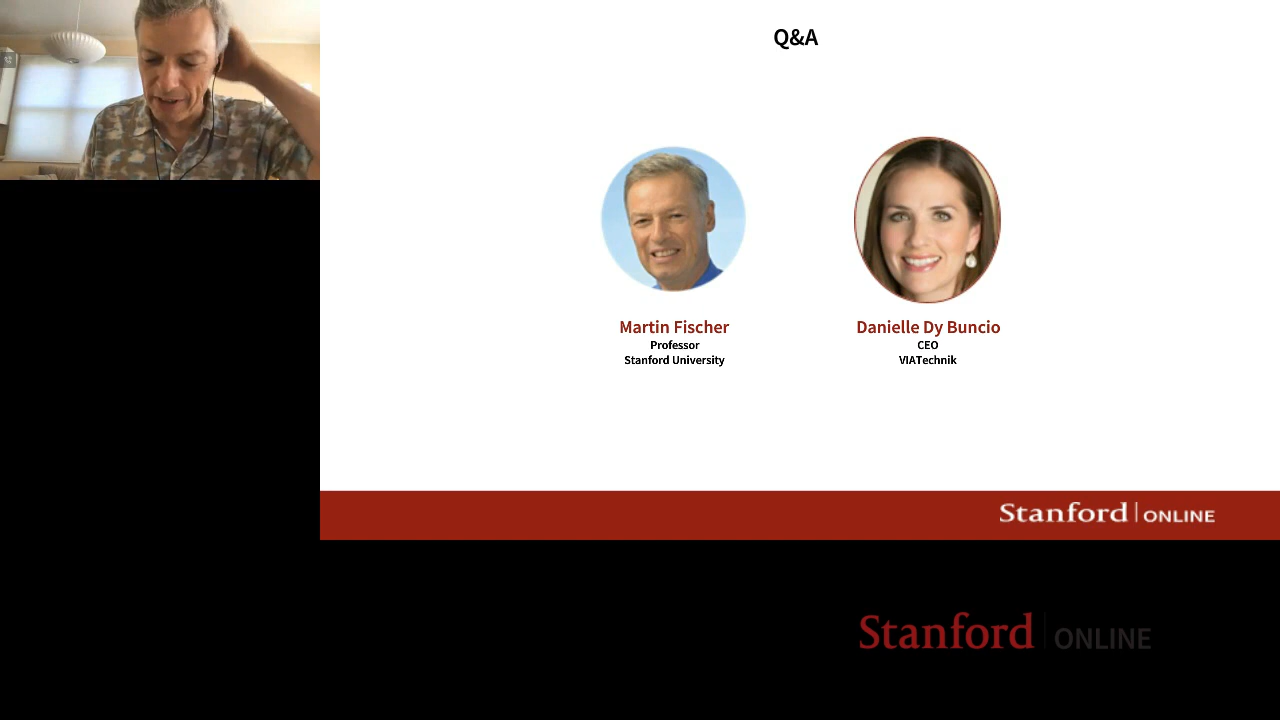 Q&A
Martin Fischer
Professor
Stanford University
Danielle Dy Buncio
CEO
VIATechnik
Stanford | ONLINE
Stanford | ONLINE